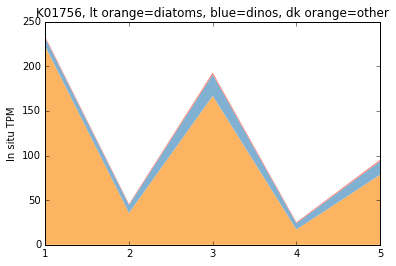 K01756, lt orange=diatoms, blue=dinos, dk orange=other
250
200
150
100
50
0
In situ TPM
1 2 3 4 5